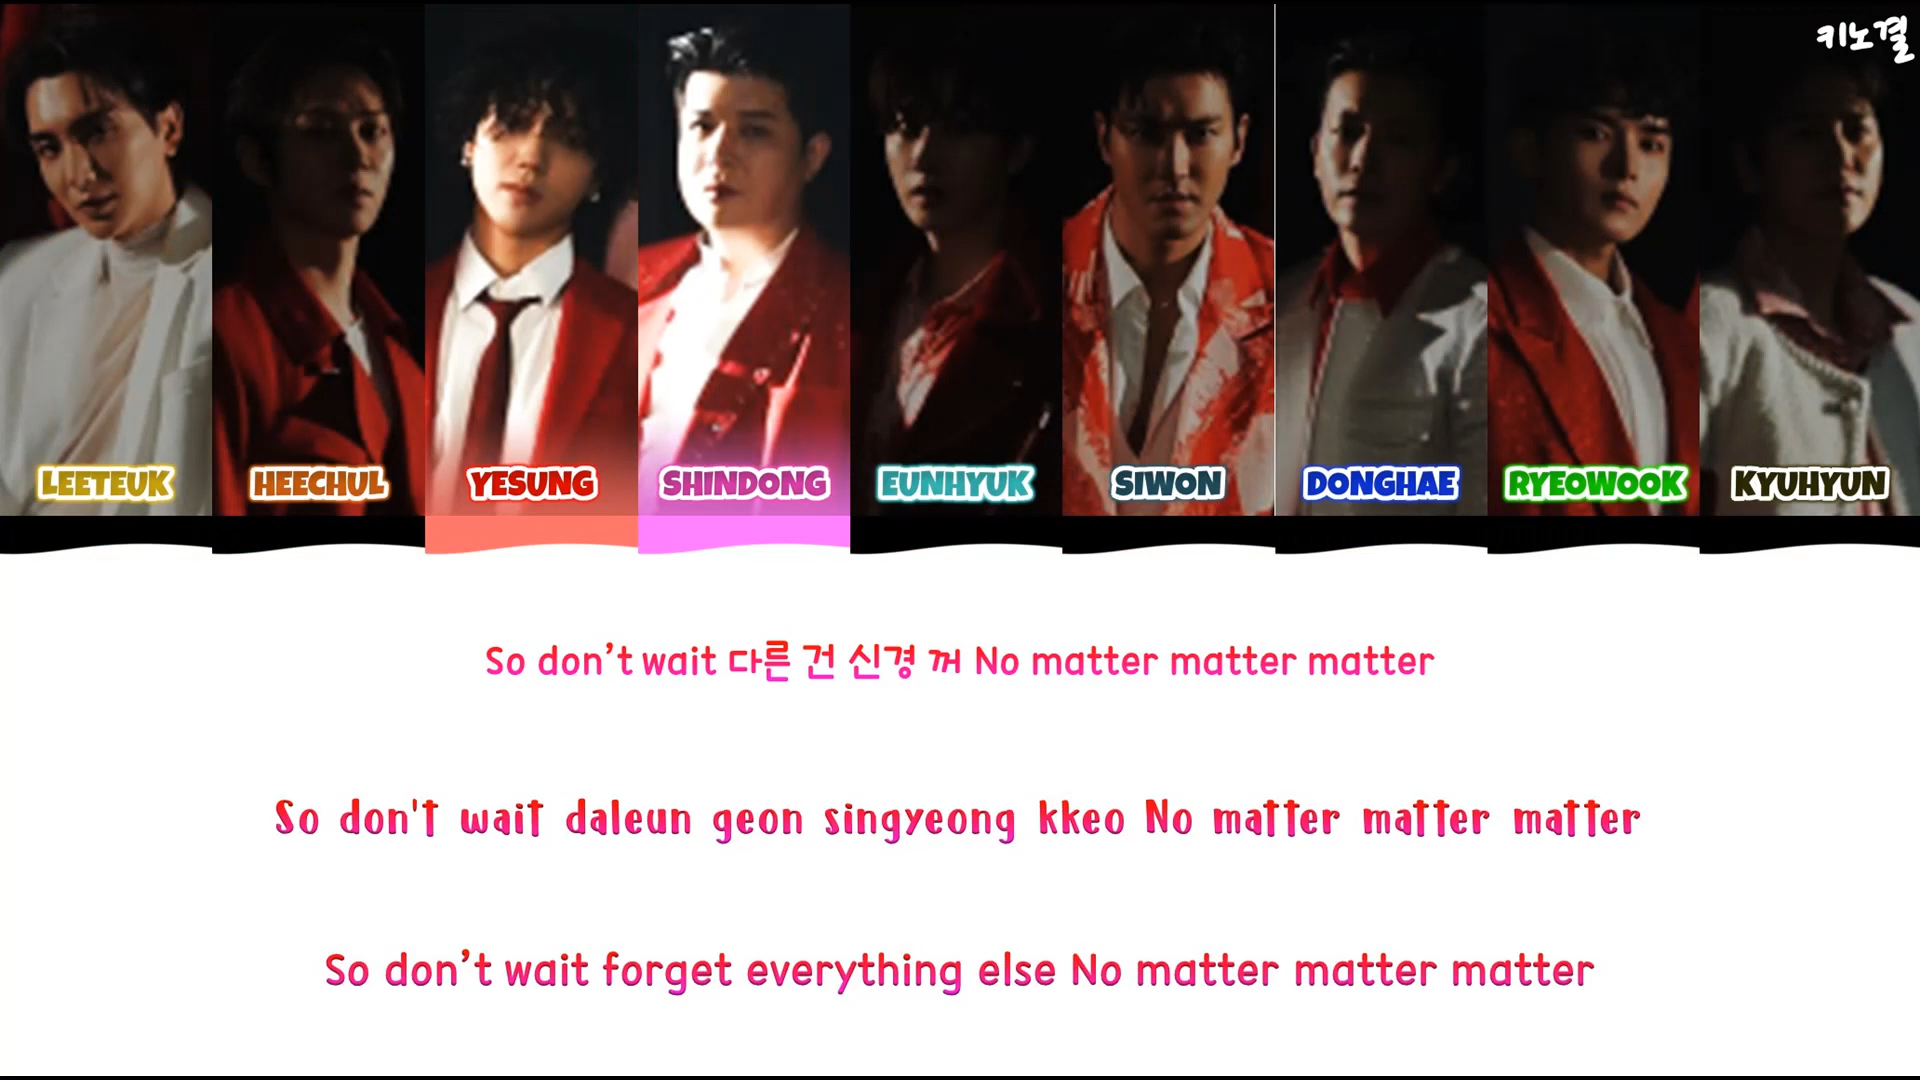 키노결
LEETEUK HEECHUL YESUNG SHINDONG EUNHYUK SIWON DONGHAE RYEOWOOK KYUHYUN
So don't wait 다른 건 신경 꺼 No matter matter matter
So don't wait daleun geon singyeong kkeo No matter matter matter
So don't wait forget everything else No matter matter matter